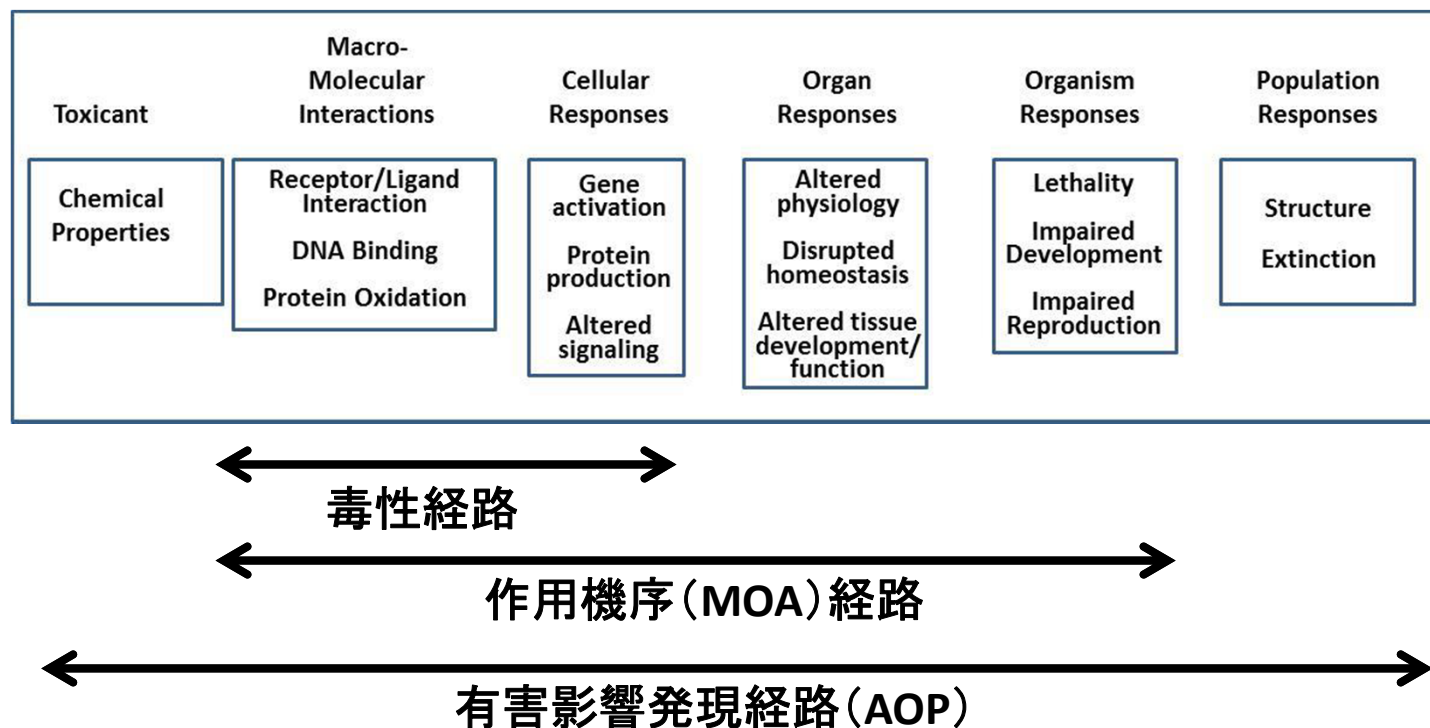 Toxicant
Chemical
Properties
Macro-
Molecular
Interactions
Receptor/Ligand
Interaction
DNA Binding
Protein Oxidation
Cellular
Responses
Gene
activation
Protein
production
Altered
signaling
Organ
Responses
Altered
physiology
Disrupted
homeostasis
Altered tissue
development/
function
Organism
Responses
Lethality
Impaired
Development
Impaired
Reproduction
Population
Responses
Structure
Extinction
毒性経路
作用機序(MOA)経路
有害影響発現経路(AOP)